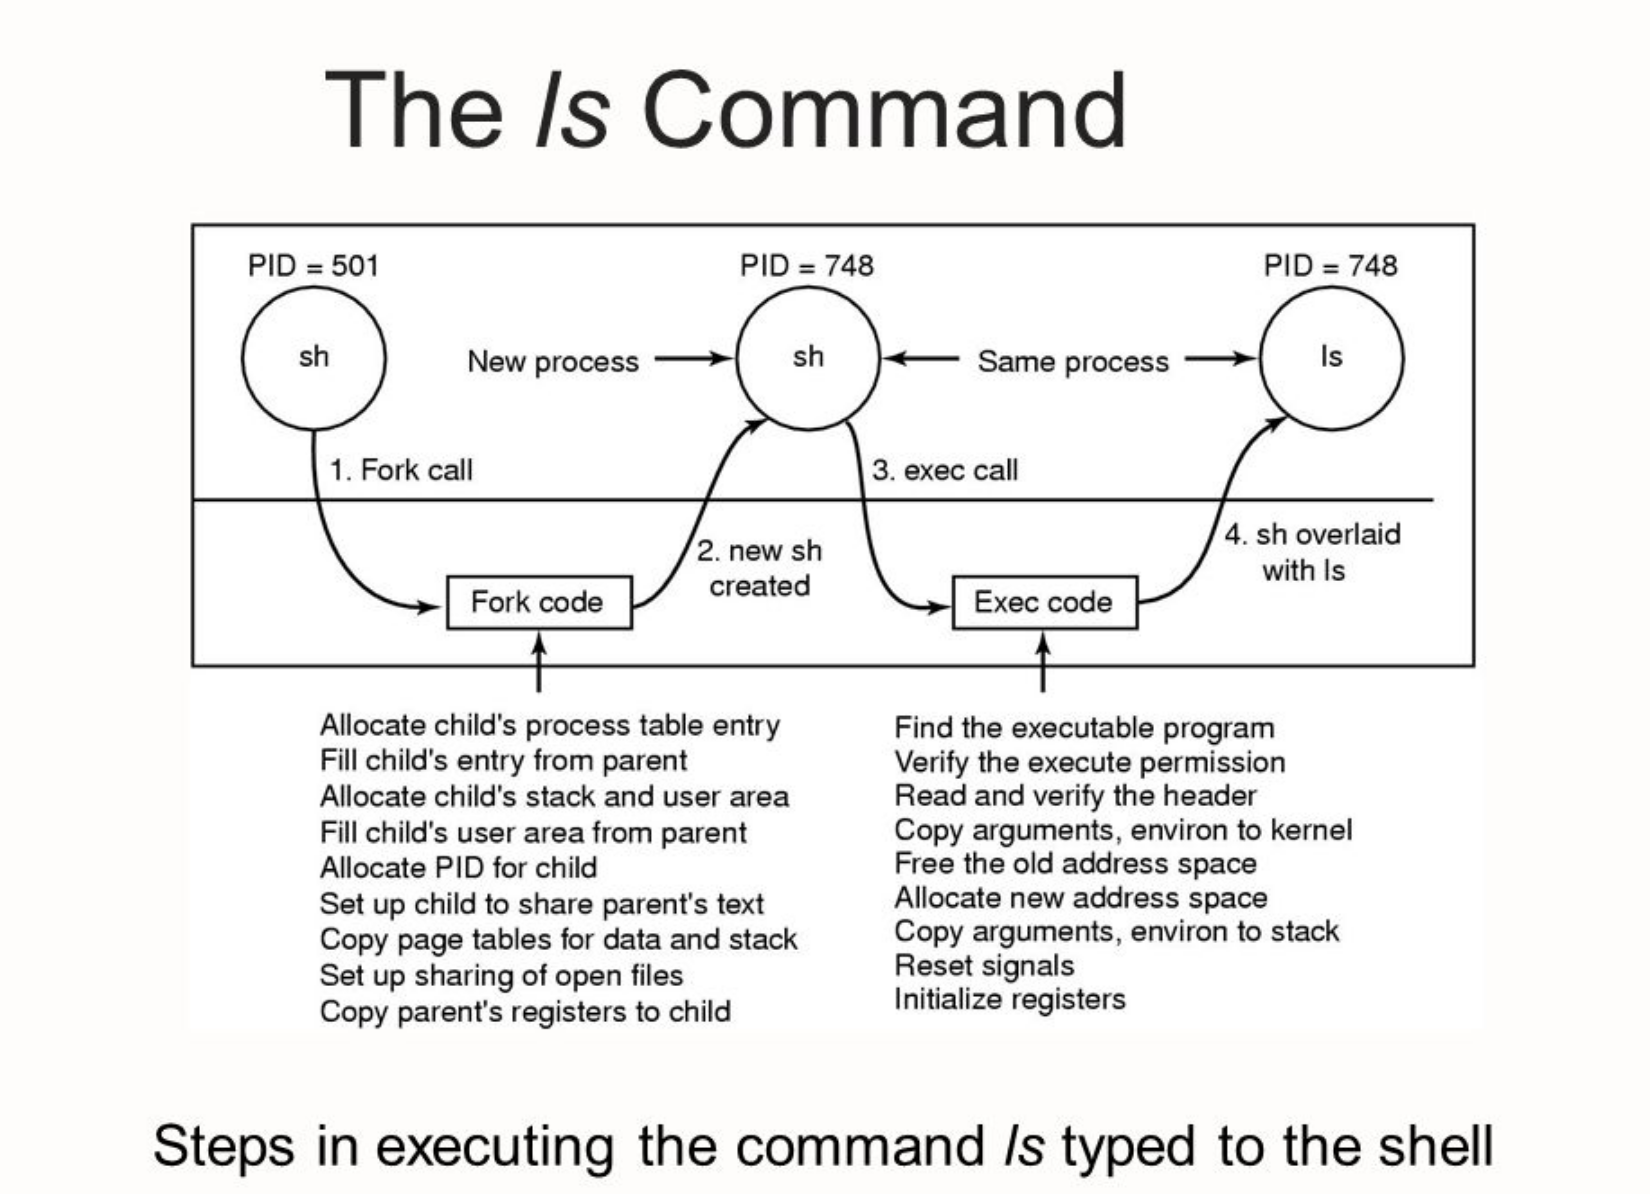 The ls Command
PID = 501
PID = 748
PID = 748
sh
New process
sh
Same process
ls
1. Fork call
3. exec call
2. new sh
created
4. sh overlaid
with ls
Fork code
Exec code
Allocate child's process table entry
Fill child's entry from parent
Allocate child's stack and user area
Fill child's user area from parent
Allocate PID for child
Set up child to share parent's text
Copy page tables for data and stack
Set up sharing of open files
Copy parent's registers to child
Find the executable program
Verify the execute permission
Read and verify the header
Copy arguments, environ to kernel
Free the old address space
Allocate new address space
Copy arguments, environ to stack
Reset signals
Initialize registers
Steps in executing the command ls typed to the shell